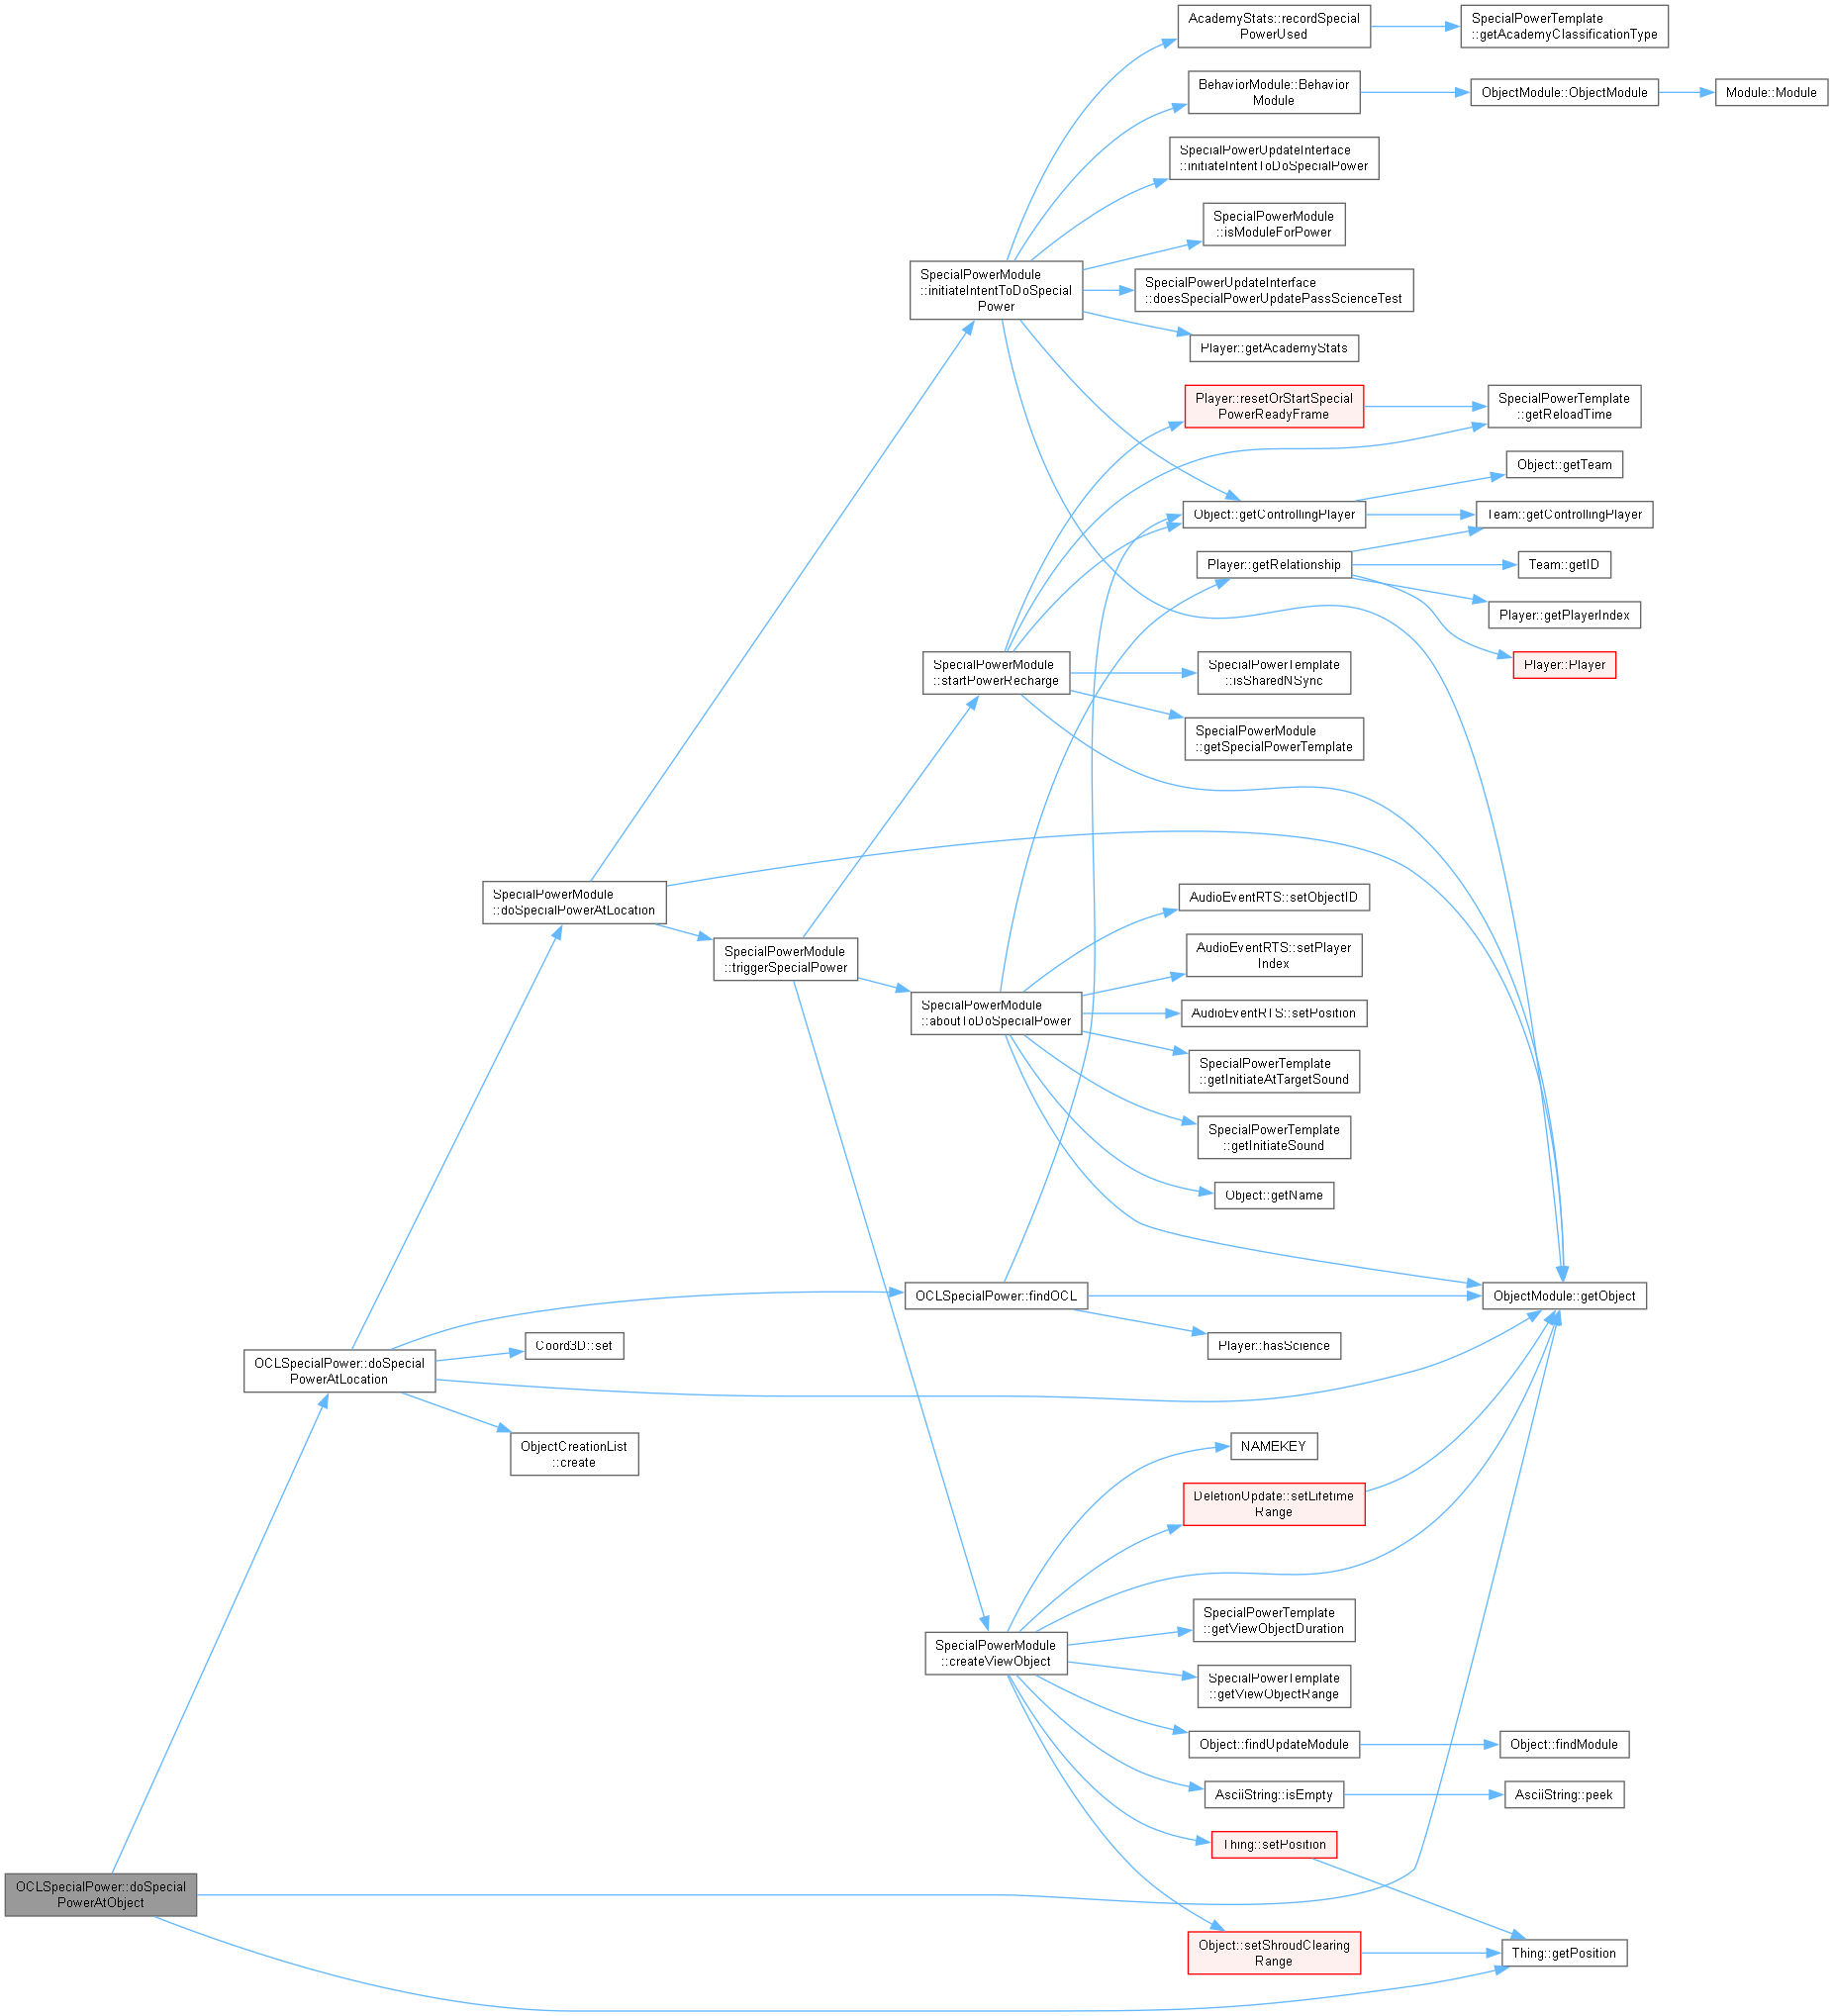 AcademyStats::recordSpecial
PowerUsed
SpecialPowerTemplate
::getAcademyClassificationType
BehaviorModule::Behavior
Module
ObjectModule::ObjectModule
Module::Module
SpecialPowerUpdateInterface
::initiateIntentToDoSpecialPower
SpecialPowerModule
::isModuleForPower
SpecialPowerModule
::initiateIntentToDoSpecial
Power
SpecialPowerUpdateInterface
::doesSpecialPowerUpdatePassScienceTest
Player::getAcademyStats
Player::resetOrStartSpecial
PowerReadyFrame
SpecialPowerTemplate
::getReloadTime
Object::getTeam
Object::getControllingPlayer
Team::getControllingPlayer
Player::getRelationship
Team::getID
Player::getPlayerIndex
Player::Player
SpecialPowerModule
::startPowerRecharge
SpecialPowerTemplate
::isSharedNSync
SpecialPowerModule
::getSpecialPowerTemplate
SpecialPowerModule
::doSpecialPowerAtLocation
AudioEventRTS::setObjectID
SpecialPowerModule
::triggerSpecialPower
AudioEventRTS::setPlayer
Index
SpecialPowerModule
::aboutToDoSpecialPower
AudioEventRTS::setPosition
SpecialPowerTemplate
::getInitiateAtTargetSound
SpecialPowerTemplate
::getInitiateSound
Object::getName
OCLSpecialPower::findOCL
ObjectModule::getObject
Coord3D::set
Player::hasScience
OCLSpecialPower::doSpecial
PowerAtLocation
ObjectCreationList
::create
NAMEKEY
DeletionUpdate::setLifetime
Range
SpecialPowerTemplate
::getViewObjectDuration
SpecialPowerModule
::createViewObject
SpecialPowerTemplate
::getViewObjectRange
Object::findUpdateModule
Object::findModule
AsciiString::isEmpty
AsciiString::peek
Thing::setPosition
OCLSpecialPower::doSpecial
PowerAtObject
Object::setShroudClearing
Range
Thing::getPosition